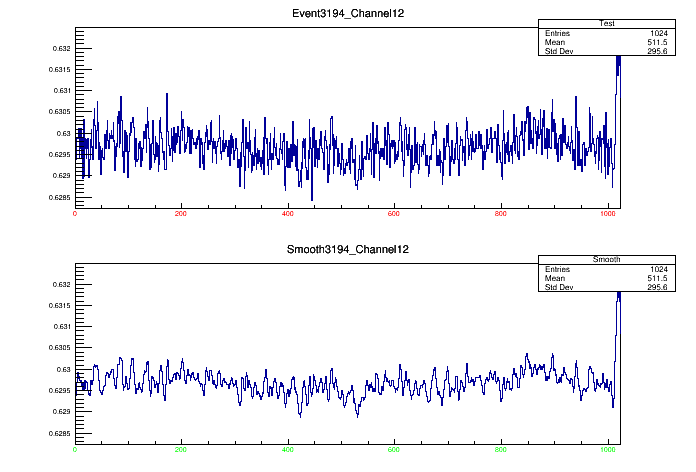 Event3194_Channel12
Test
Entries 1024
Mean 511.5
Std Dev 295.6
0.632
0.6315
0.631
0.6305
0.63
0.6295
0.629
0.6285
0 200 400 600 800 1000
Smooth3194_Channel12
Smooth
Entries 1024
Mean 511.5
Std Dev 295.6
0.632
0.6315
0.631
0.6305
0.63
0.6295
0.629
0.6285
0 200 400 600 800 1000